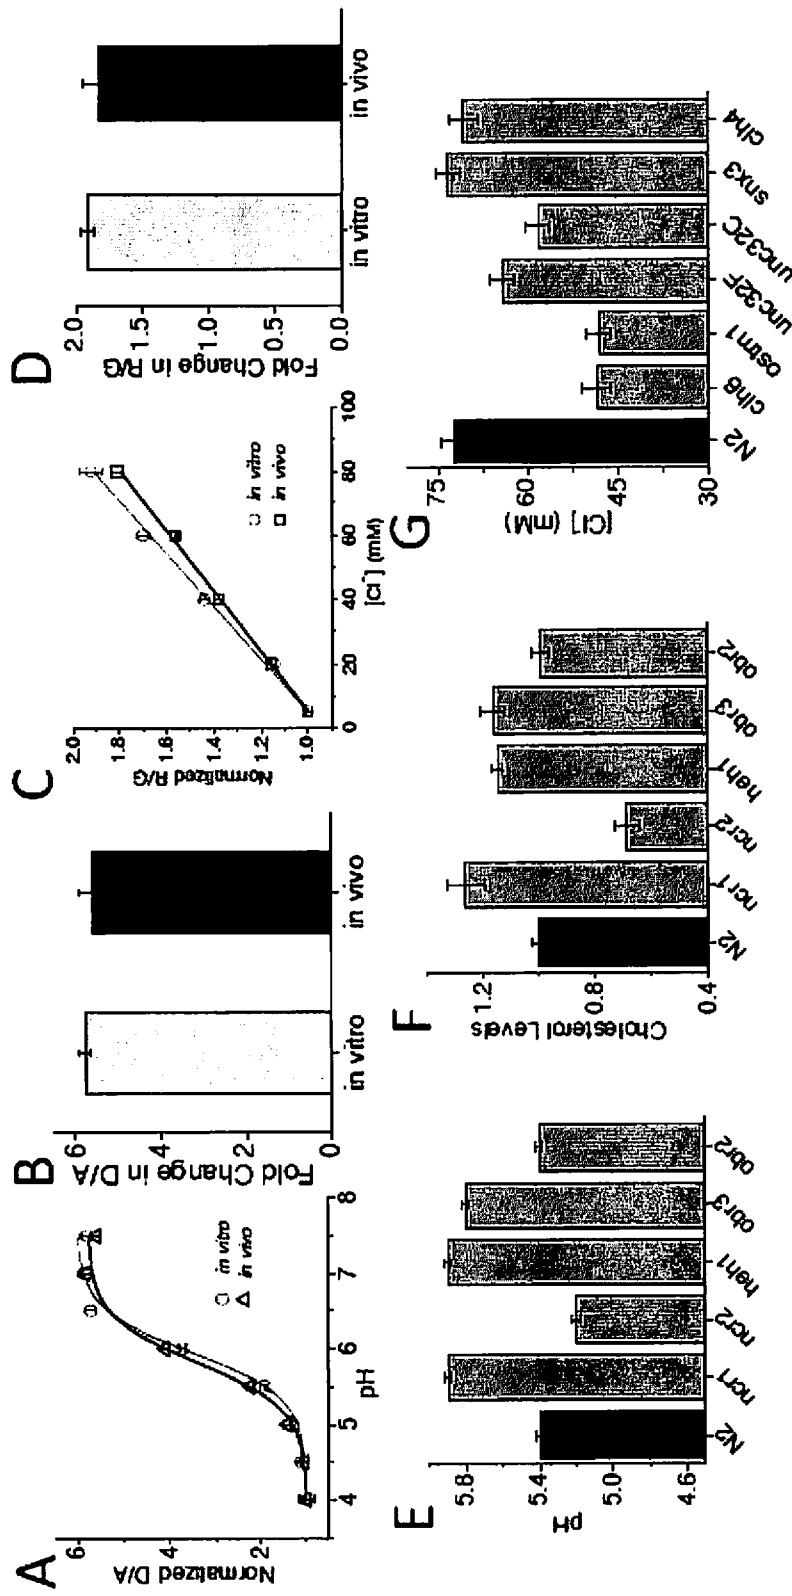 A
Normalized D/A
6
4
2
4 5 6 7 8
pH
in vitro
in vivo
B
Fold Change in D/A
6
4
2
0
in vitro in vivo
C
Normalized R/G
2.0
1.8
1.6
1.4
1.2
1.0
0 20 40 60 80 100
[Cl-] (mM)
in vitro
in vivo
D
Fold Change in R/G
2.0
1.5
1.0
0.5
0.0
in vitro in vivo
E
pH
5.8
5.4
5.0
4.6
N2 ncr1 ncr2 heh1 obr3 obr2
F
Cholesterol Levels
1.2
0.8
0.4
N2 ncr1 ncr2 heh1 obr3 obr2
G
[Cl-] (mM)
75
60
45
30
N2 clh6 ostm1 unc32F unc32C snx3 clh4